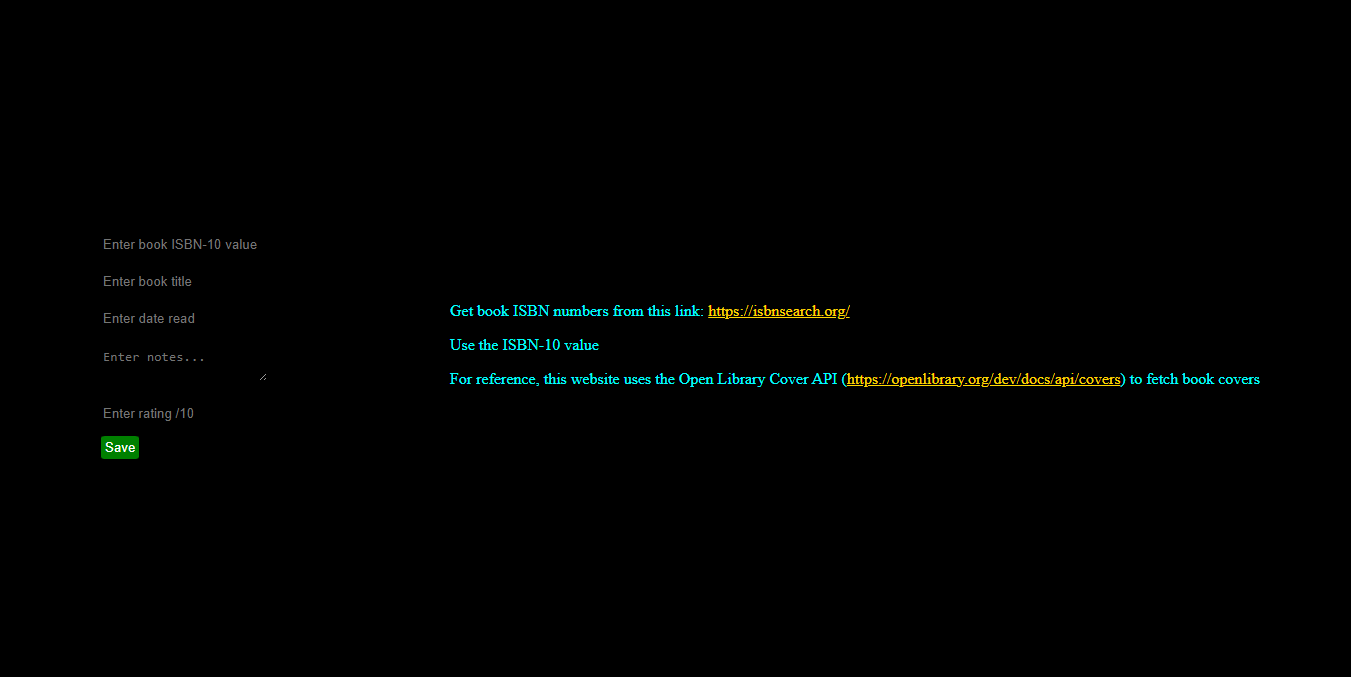 Enter book ISBN-10 value
Enter book title
Enter date read
Enter notes...
Enter rating /10
Save
Get book ISBN numbers from this link: https://isbnsearch.org/
Use the ISBN-10 value
For reference, this website uses the Open Library Cover API (https://openlibrary.org/dev/docs/api/covers) to fetch book covers